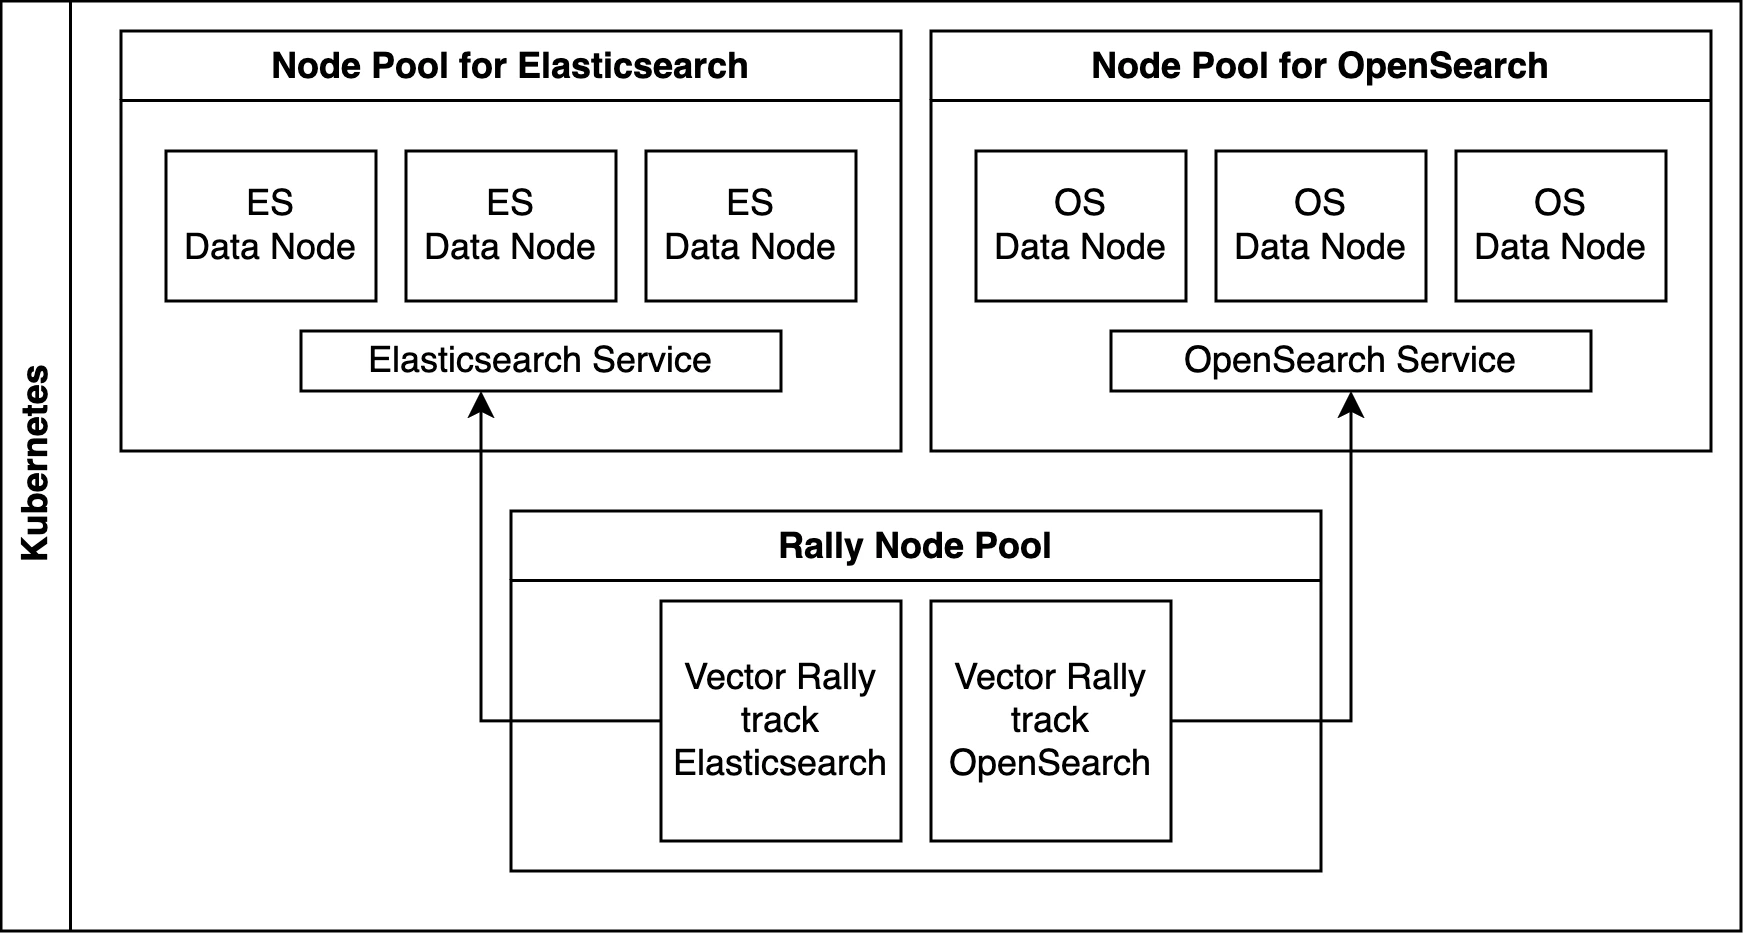 Kubernetes
Node Pool for Elasticsearch
ES
Data Node
ES
Data Node
ES
Data Node
Elasticsearch Service
Node Pool for OpenSearch
OS
Data Node
OS
Data Node
OS
Data Node
OpenSearch Service
Rally Node Pool
Vector Rally
track
Elasticsearch
Vector Rally
track
OpenSearch